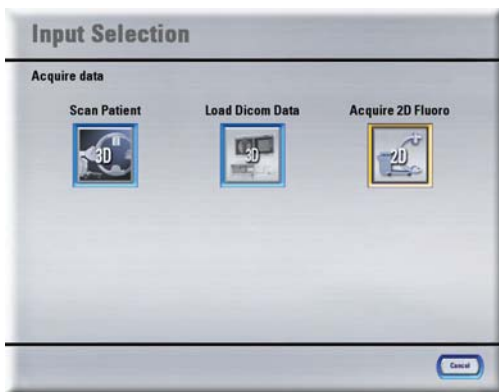 Input Selection
Acquire data
Scan Patient Load Dicom Data Acquire 2D Fluoro
3D 3D 2D
Cancel